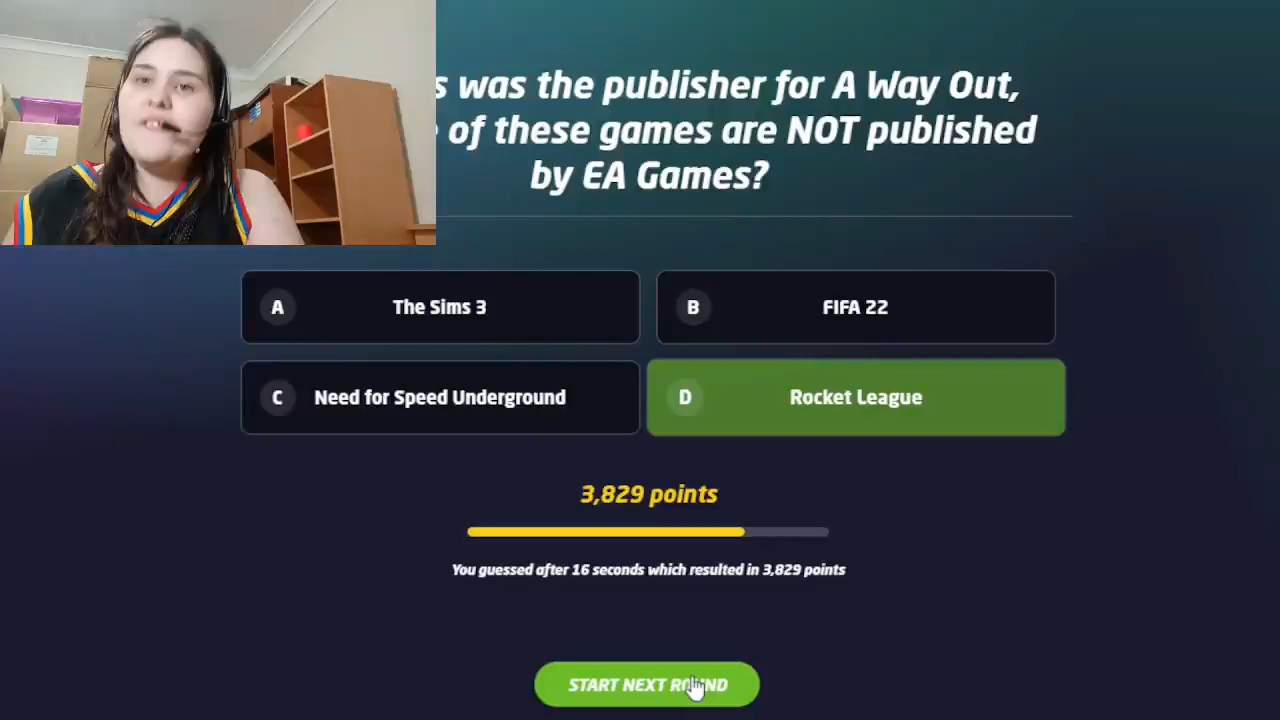 s was the publisher for A Way Out,
of these games are NOT published
by EA Games?
A The Sims 3
B FIFA 22
C Need for Speed Underground
D Rocket League
3,829 points
You guessed after 16 seconds which resulted in 3,829 points
START NEXT ROUND